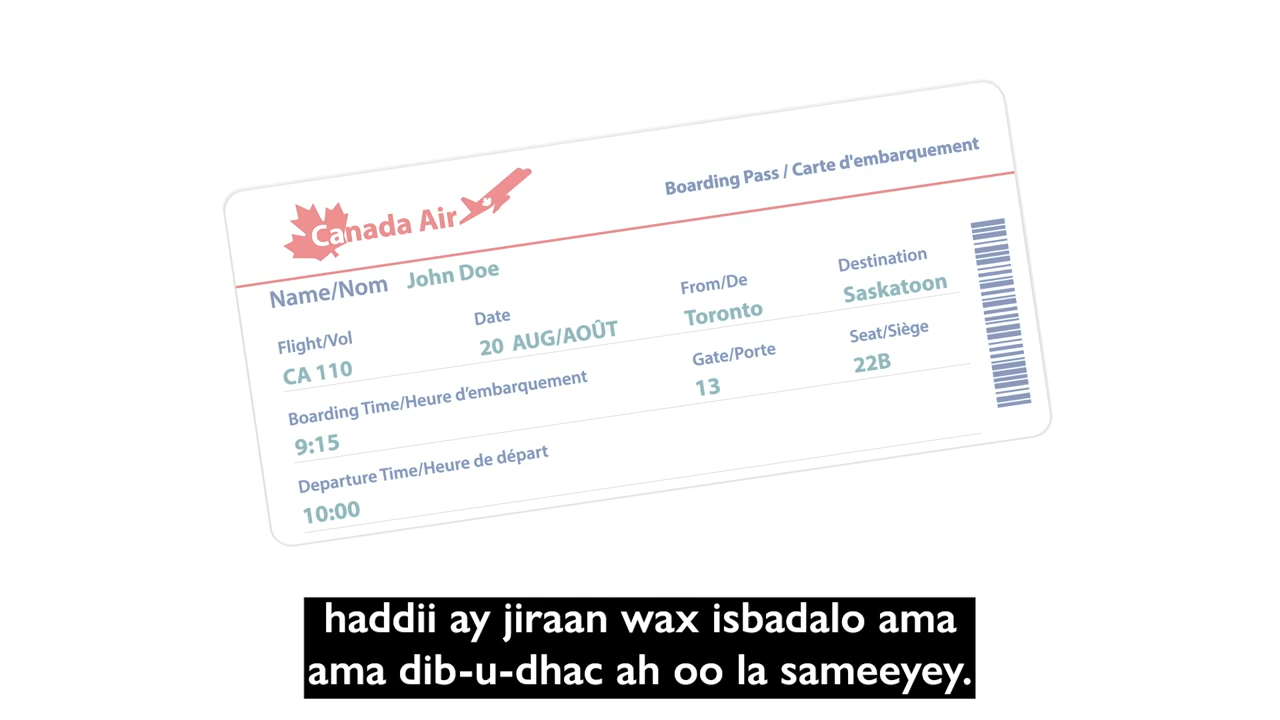 Canada Air
Boarding Pass / Carte d'embarquement
Name/Nom John Doe
Flight/Vol
CA 110
Date
20 AUG/AOÛT
From/De
Toronto
Destination
Saskatoon
Boarding Time/Heure d’embarquement
9:15
Gate/Porte
13
Seat/Siège
22B
Departure Time/Heure de départ
10:00
haddii ay jiraan wax isbadalo ama
ama dib-u-dhac ah oo la sameeyey.